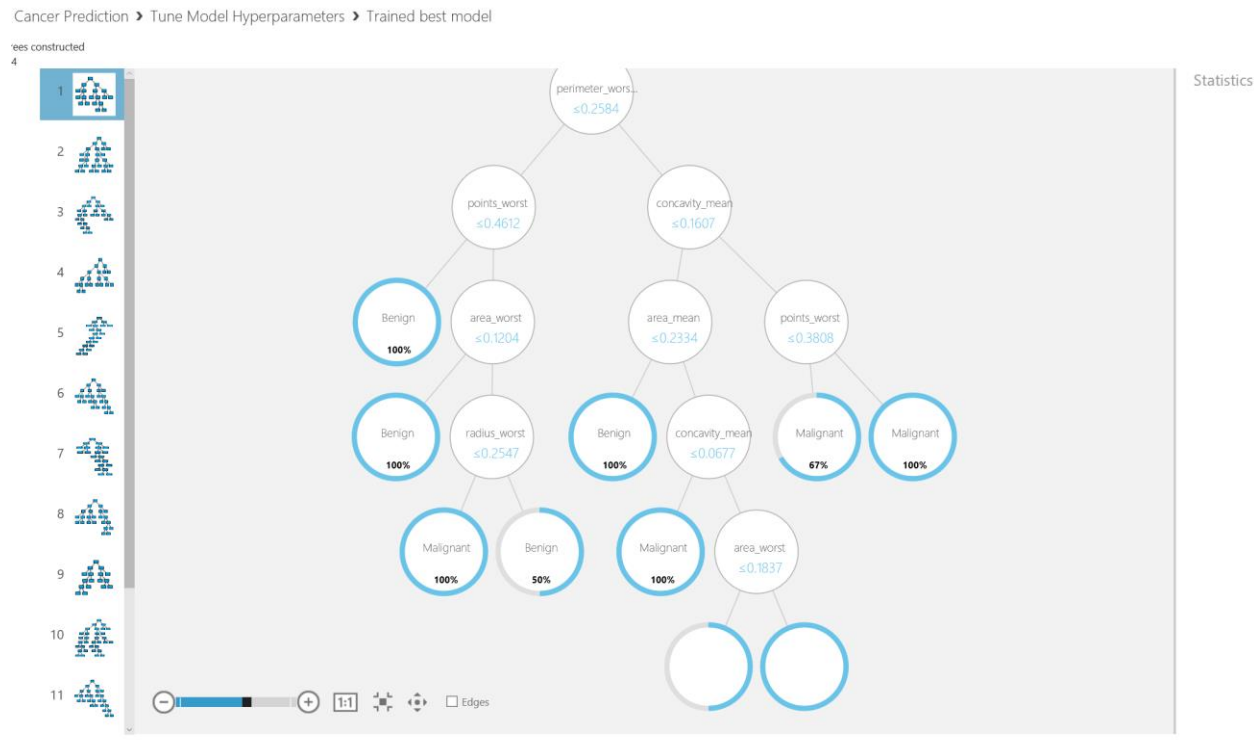 Cancer Prediction › Tune Model Hyperparameters › Trained best model
rees constructed
4
Statistics
1
2
3
4
5
6
7
8
9
10
11
perimeter_wors...
≤0.2584
points_worst
≤0.4612
concavity_mean
≤0.1607
Benign
100%
area_worst
≤0.1204
area_mean
≤0.2334
points_worst
≤0.3808
Benign
100%
radius_worst
≤0.2547
Benign
100%
concavity_mean
≤0.0677
Malignant
67%
Malignant
100%
Malignant
100%
Benign
50%
Malignant
100%
area_worst
≤0.1837
1:1
Edges